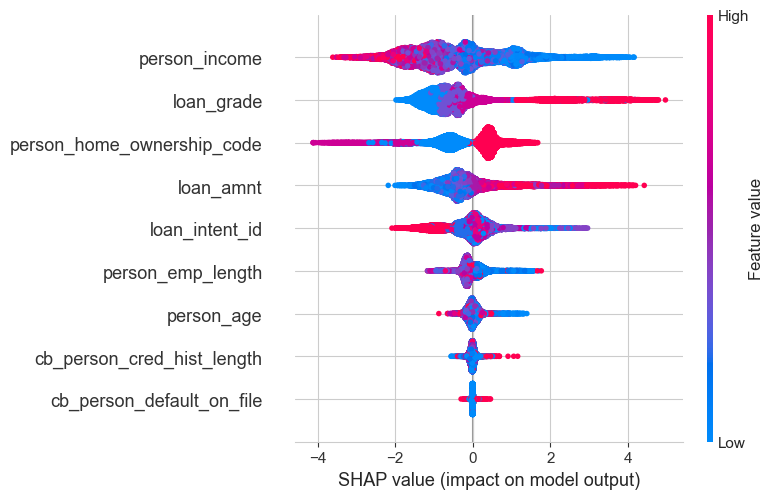 High
person_income
loan_grade
person_home_ownership_code
loan_amnt
loan_intent_id
person_emp_length
person_age
cb_person_cred_hist_length
cb_person_default_on_file
Feature value
Low
−4 −2 0 2 4
SHAP value (impact on model output)